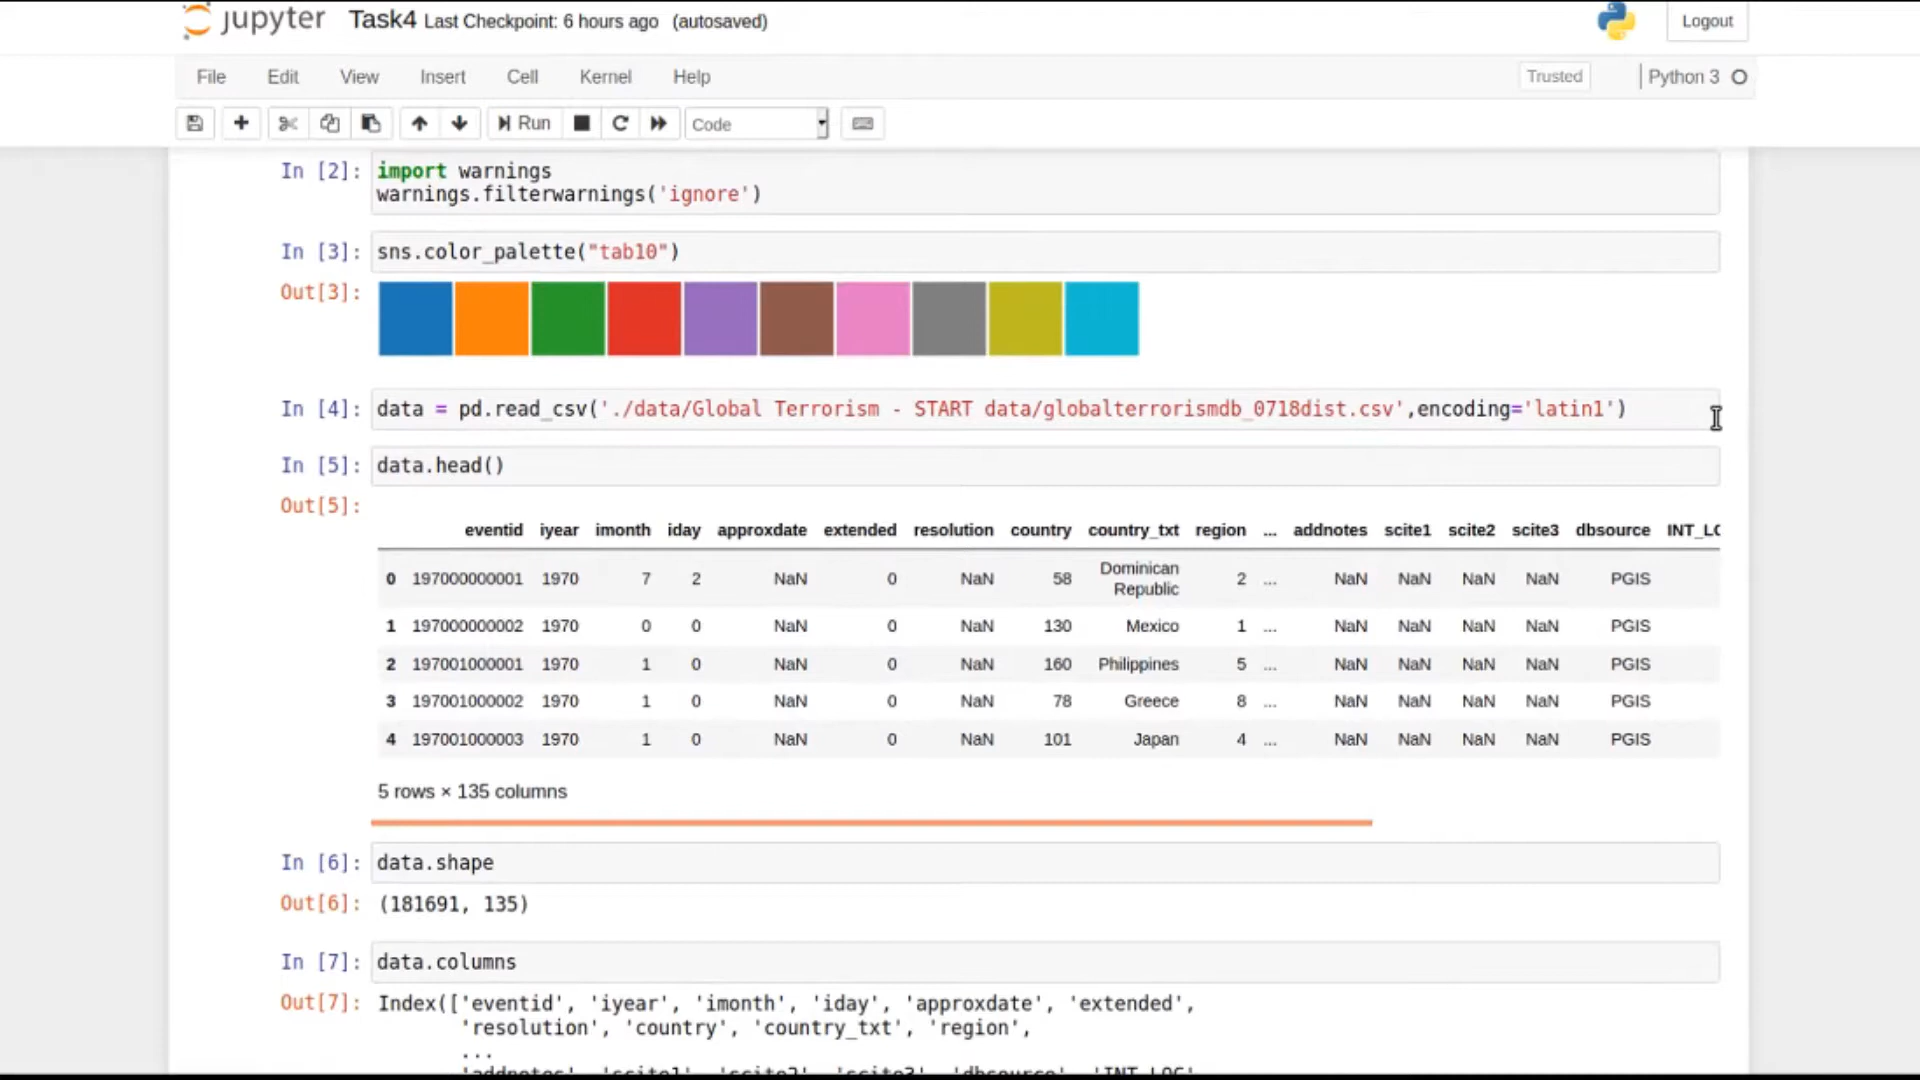 jupyter Task4 Last Checkpoint: 6 hours ago (autosaved) Logout
File Edit View Insert Cell Kernel Help Trusted Python 3
Run Code
In [2]: import warnings
warnings.filterwarnings('ignore')
In [3]: sns.color_palette("tab10")
Out[3]:
In [4]: data = pd.read_csv('./data/Global Terrorism - START data/globalterrorismdb_0718dist.csv',encoding='latin1')
In [5]: data.head()
Out[5]:
eventid iyear imonth iday approxdate extended resolution country country_txt region ... addnotes scite1 scite2 scite3 dbsource INT_LO
0 197000000001 1970 7 2 NaN 0 NaN 58 Dominican Republic 2 ... NaN NaN NaN NaN PGIS
1 197000000002 1970 0 0 NaN 0 NaN 130 Mexico 1 ... NaN NaN NaN NaN PGIS
2 197001000001 1970 1 0 NaN 0 NaN 160 Philippines 5 ... NaN NaN NaN NaN PGIS
3 197001000002 1970 1 0 NaN 0 NaN 78 Greece 8 ... NaN NaN NaN NaN PGIS
4 197001000003 1970 1 0 NaN 0 NaN 101 Japan 4 ... NaN NaN NaN NaN PGIS
5 rows × 135 columns
In [6]: data.shape
Out[6]: (181691, 135)
In [7]: data.columns
Out[7]: Index(['eventid', 'iyear', 'imonth', 'iday', 'approxdate', 'extended',
'resolution', 'country', 'country_txt', 'region',
...
'addnotes', 'scite1', 'scite2', 'scite3', 'dbsource', 'INT_LOG',